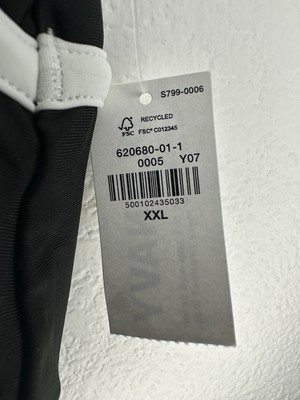 S799-0006
RECYCLED
FSC
FSC® C012345
620680-01-1
0005 Y07
500102435033
XXL